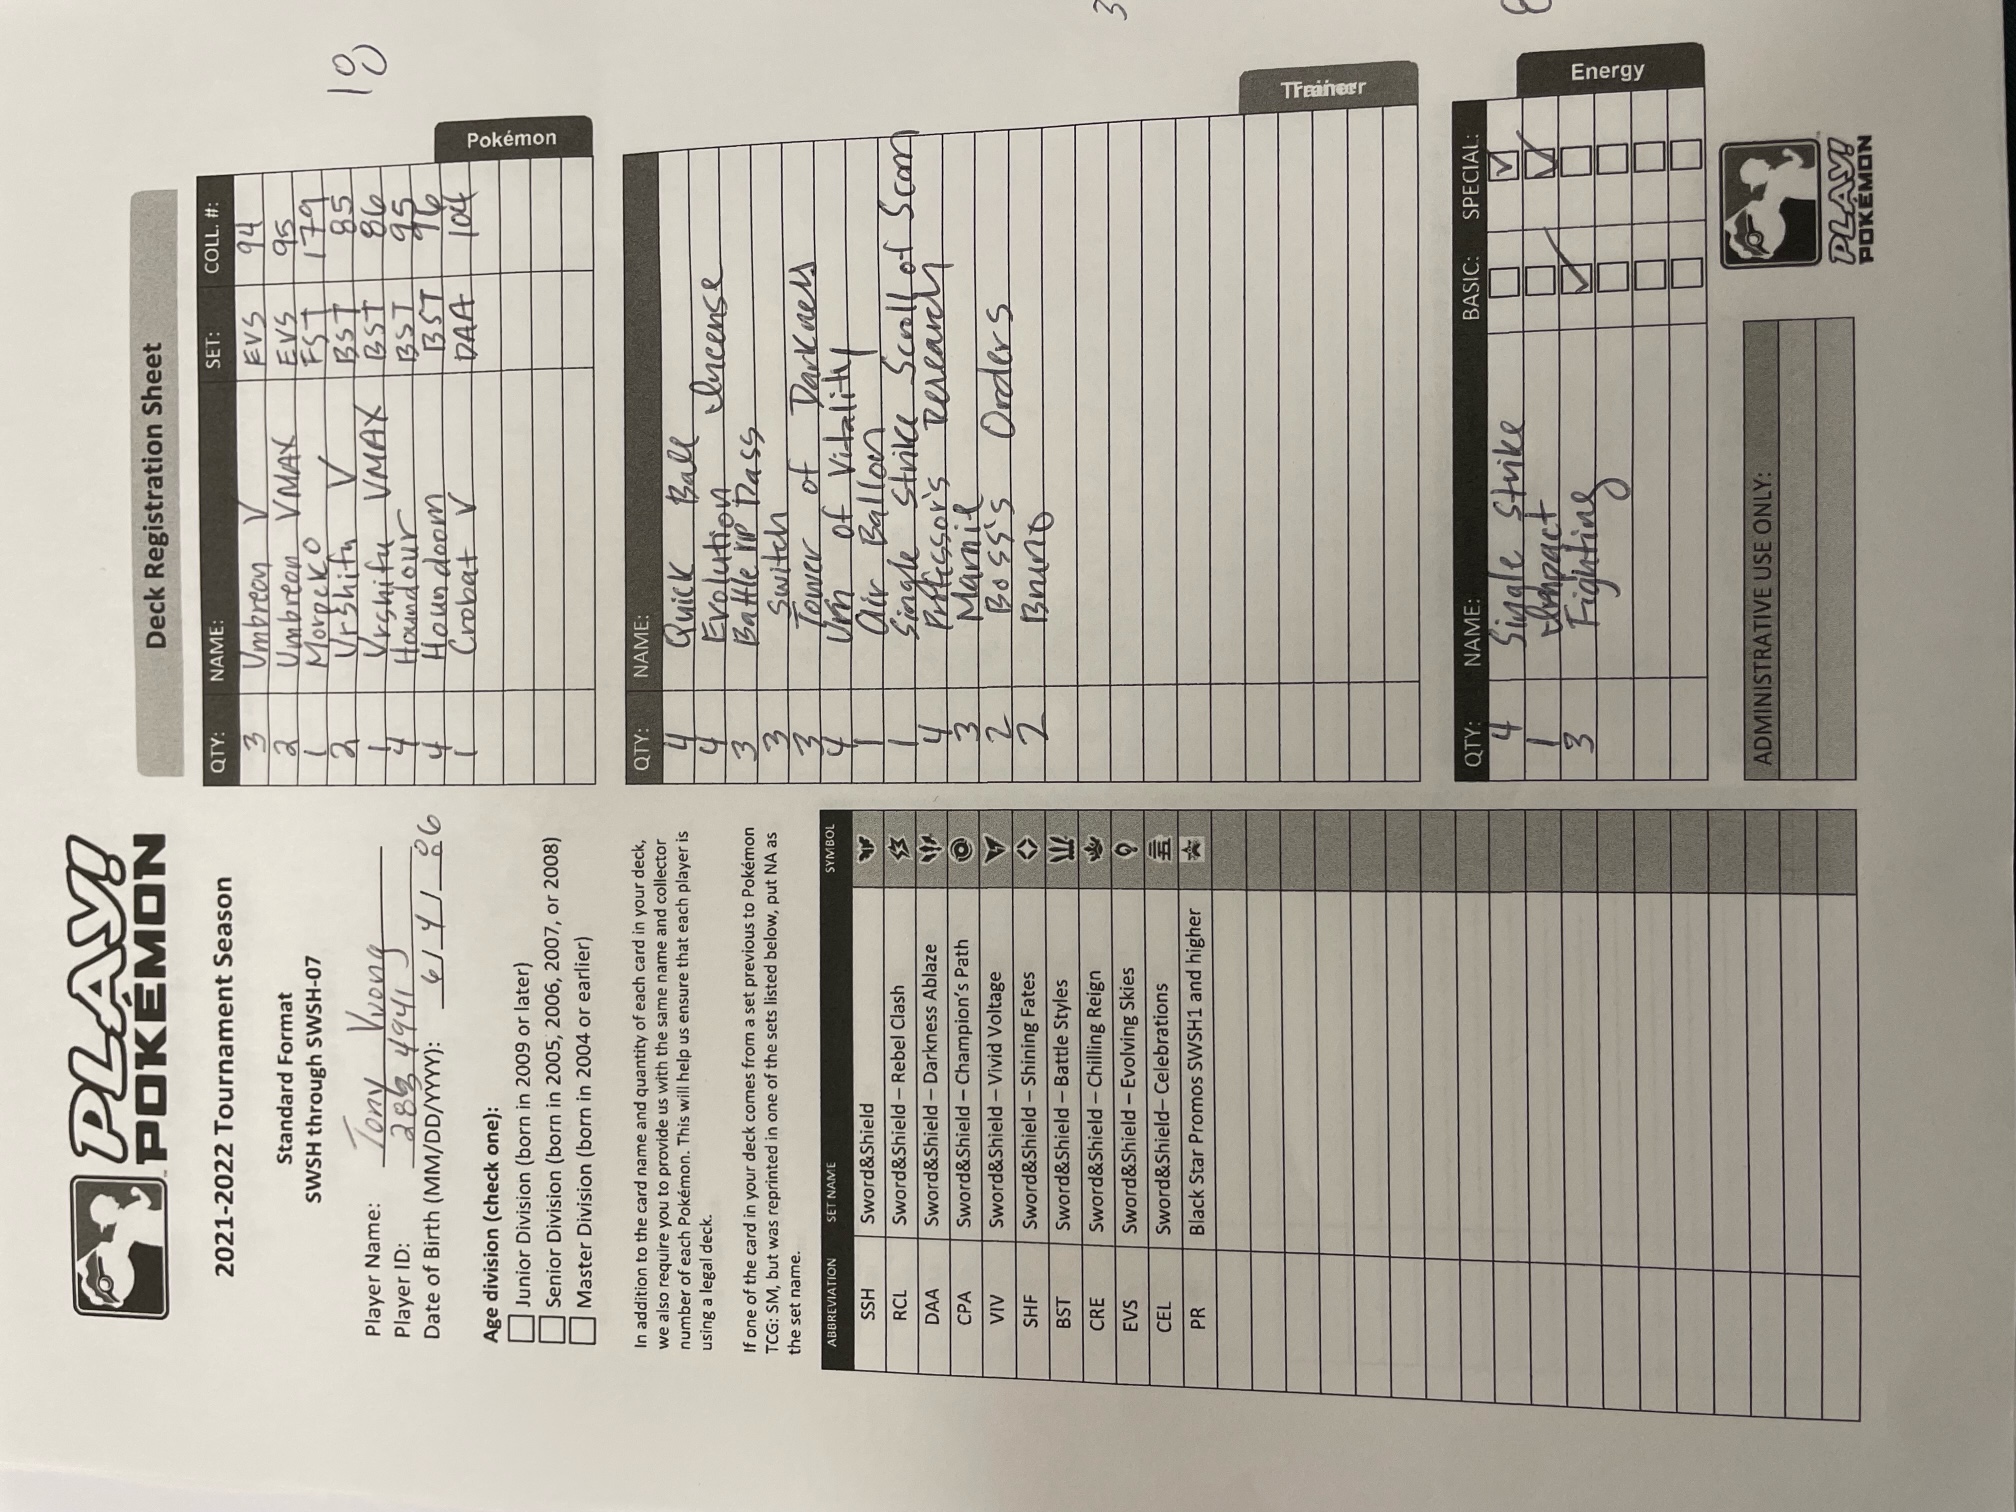 PLAY!
POKÉMON
2021-2022 Tournament Season
Standard Format
SWSH through SWSH-07
Player Name: Tony Vuong
Player ID: 2834941
Date of Birth (MM/DD/YYYY): 6/4/86
Age division (check one):
Junior Division (born in 2009 or later)
Senior Division (born in 2005, 2006, 2007, or 2008)
Master Division (born in 2004 or earlier)
In addition to the card name and quantity of each card in your deck,
we also require you to provide us with the same name and collector
number of each Pokémon. This will help us ensure that each player is
using a legal deck.
If one of the card in your deck comes from a set previous to Pokémon
TCG: SM, but was reprinted in one of the sets listed below, put NA as
the set name.
ABBREVIATION SET NAME SYMBOL
SSH Sword&Shield
RCL Sword&Shield – Rebel Clash
DAA Sword&Shield – Darkness Ablaze
CPA Sword&Shield – Champion's Path
VIV Sword&Shield – Vivid Voltage
SHF Sword&Shield – Shining Fates
BST Sword&Shield – Battle Styles
CRE Sword&Shield – Chilling Reign
EVS Sword&Shield – Evolving Skies
CEL Sword&Shield– Celebrations
PR Black Star Promos SWSH1 and higher
Deck Registration Sheet
QTY: NAME: SET: COLL. #:
3 Umbreon V EVS 94
2 Umbreon VMAX EVS 95
1 Morpeko FST 179
2 Urshifu V BST 85
1 Urshifu VMAX BST 86
4 Houndour BST 95
4 Houndoom BST 96
1 Crobat V DAA 104
18
Pokémon
QTY: NAME:
4 Quick Ball
4 Evolution Incense
3 Battle VIP Pass
3 Switch
3 Tower of Darkness
4 Urn of Vitality
1 Air Balloon
1 Single Strike Scroll of Scorn
4 Professor's Research
3 Marnie
2 Boss's Orders
2 Bruno
3
Trainer
QTY: NAME: BASIC: SPECIAL:
4 Single Strike ✓
1 Impact ✓
3 Fighting ✓
Energy
ADMINISTRATIVE USE ONLY:
PLAY!
POKÉMON